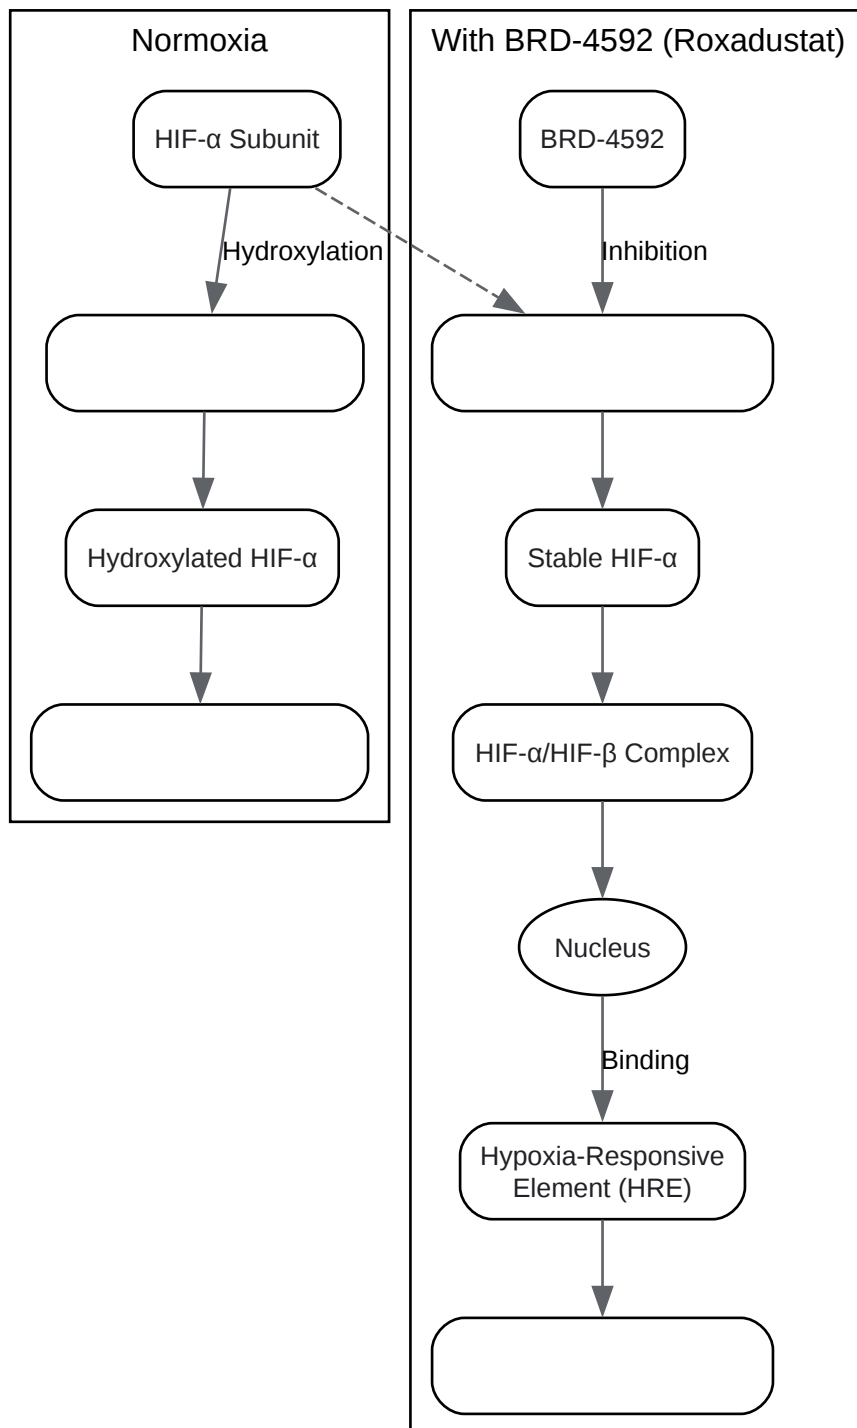 Normoxia
HIF-α Subunit
Hydroxylation
Hydroxylated HIF-α
With BRD-4592 (Roxadustat)
BRD-4592
Inhibition
Stable HIF-α
HIF-α/HIF-β Complex
Nucleus
Binding
Hypoxia-Responsive
Element (HRE)